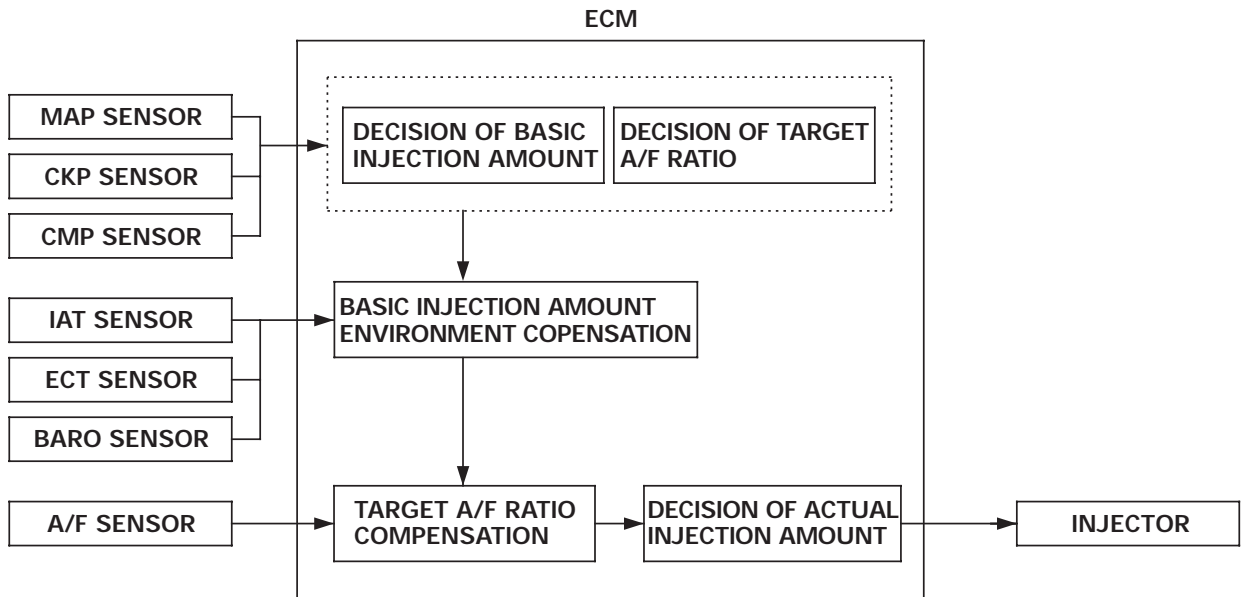 ECM
MAP SENSOR
CKP SENSOR
CMP SENSOR
DECISION OF BASIC
INJECTION AMOUNT
DECISION OF TARGET
A/F RATIO
IAT SENSOR
ECT SENSOR
BARO SENSOR
BASIC INJECTION AMOUNT
ENVIRONMENT COPENSATION
A/F SENSOR
TARGET A/F RATIO
COMPENSATION
DECISION OF ACTUAL
INJECTION AMOUNT
INJECTOR